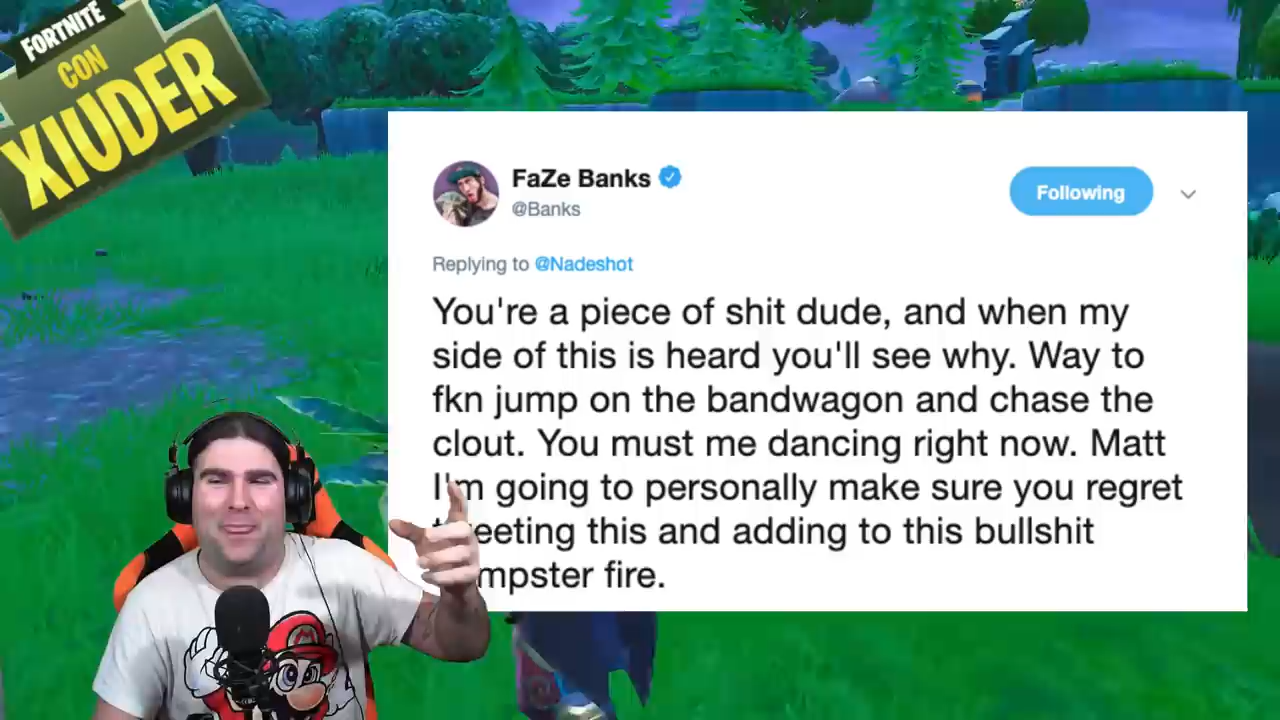 FORTNITE
CON
XIUDER
FaZe Banks
@Banks
Following
Replying to @Nadeshot
You're a piece of shit dude, and when my
side of this is heard you'll see why. Way to
fkn jump on the bandwagon and chase the
clout. You must me dancing right now. Matt
I'm going to personally make sure you regret
tweeting this and adding to this bullshit
fire.
M